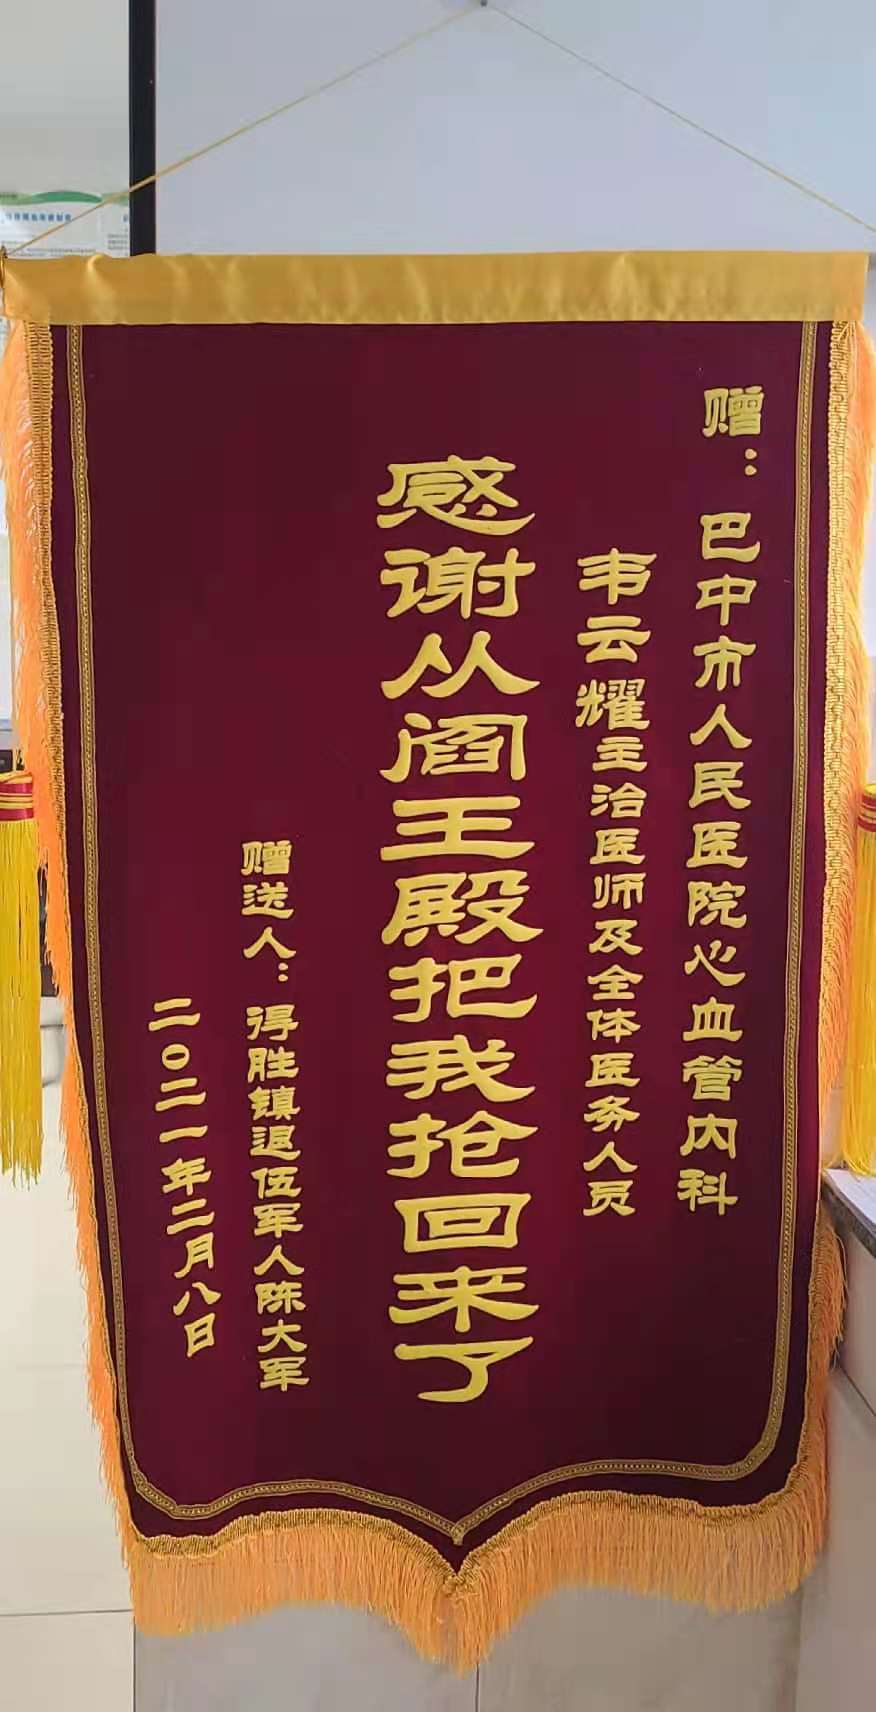 赠：巴中市人民医院心血管内科
韦云耀主治医师及全体医务人员
感谢从阎王殿把我抢回来了
赠送人：得胜镇退伍军人陈大军
二〇二一年二月八日